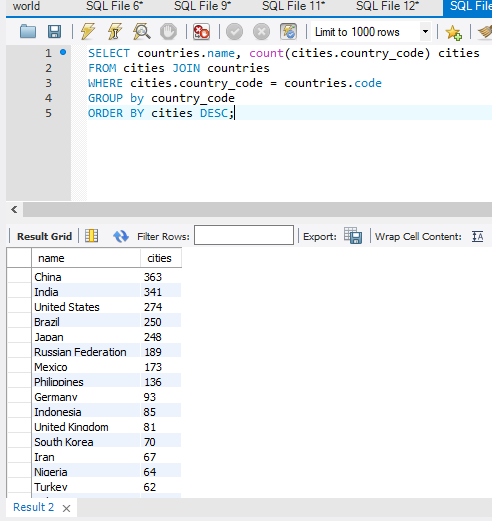 world SQL File 6* SQL File 9* SQL File 11* SQL File 12* SQL File
Limit to 1000 rows
1 SELECT countries.name, count(cities.country_code) cities
2 FROM cities JOIN countries
3 WHERE cities.country_code = countries.code
4 GROUP by country_code
5 ORDER BY cities DESC;
Result Grid Filter Rows: Export: Wrap Cell Content:
name cities
China 363
India 341
United States 274
Brazil 250
Japan 248
Russian Federation 189
Mexico 173
Philippines 136
Germany 93
Indonesia 85
United Kingdom 81
South Korea 70
Iran 67
Nigeria 64
Turkey 62
Result 2